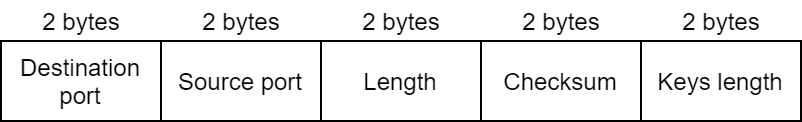 2 bytes 2 bytes 2 bytes 2 bytes 2 bytes
Destination
port
Source port
Length
Checksum
Keys length